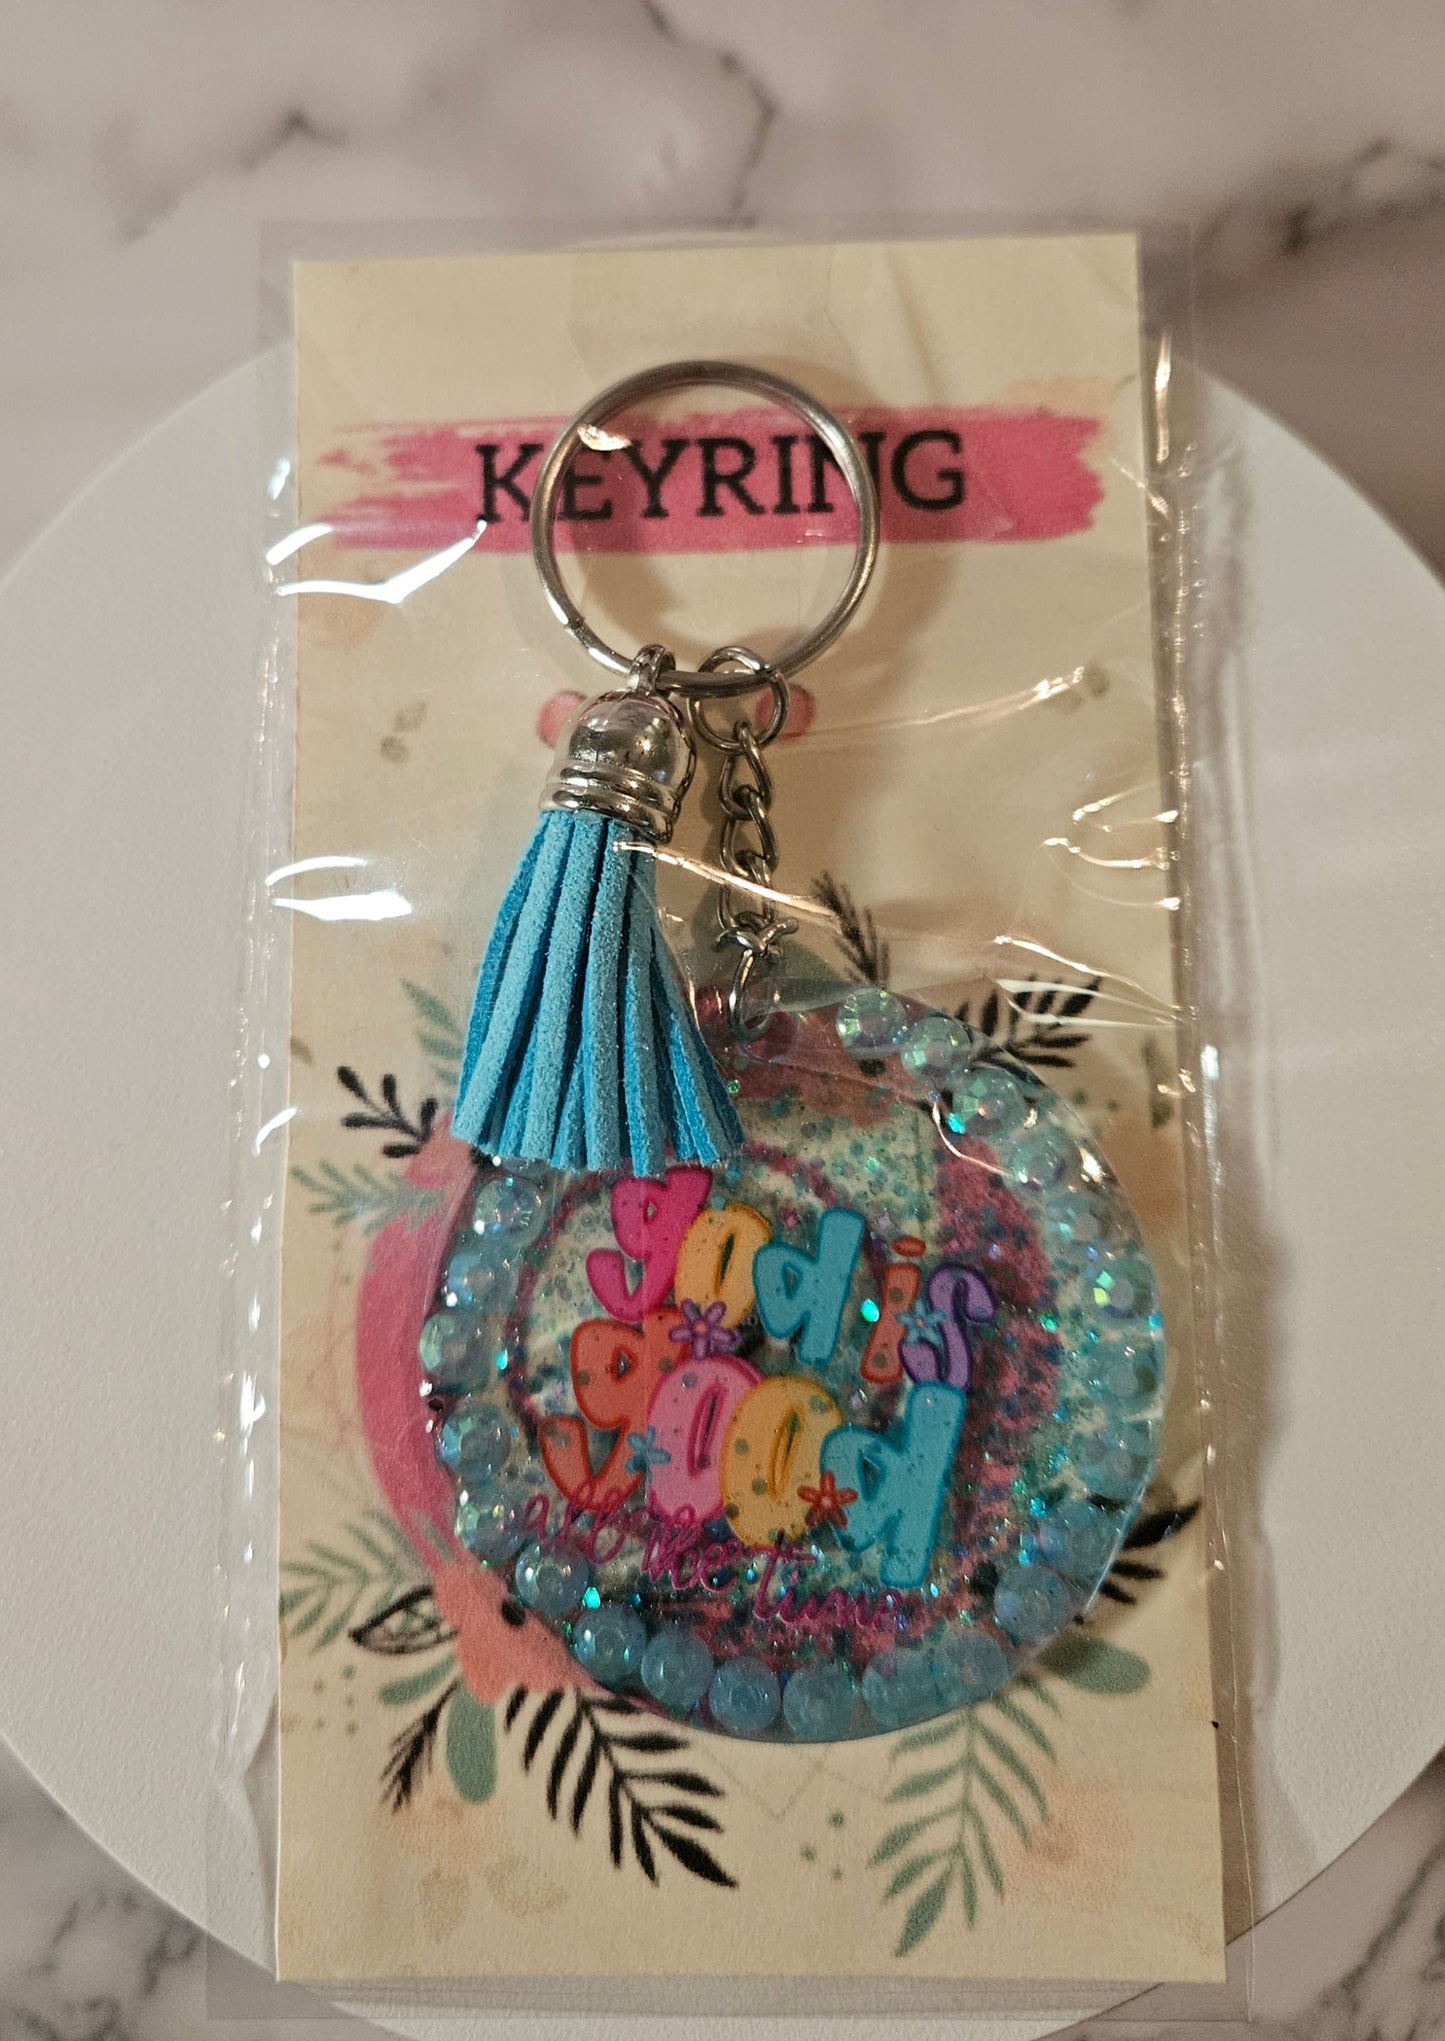 KEYRING
god is
good
all the time